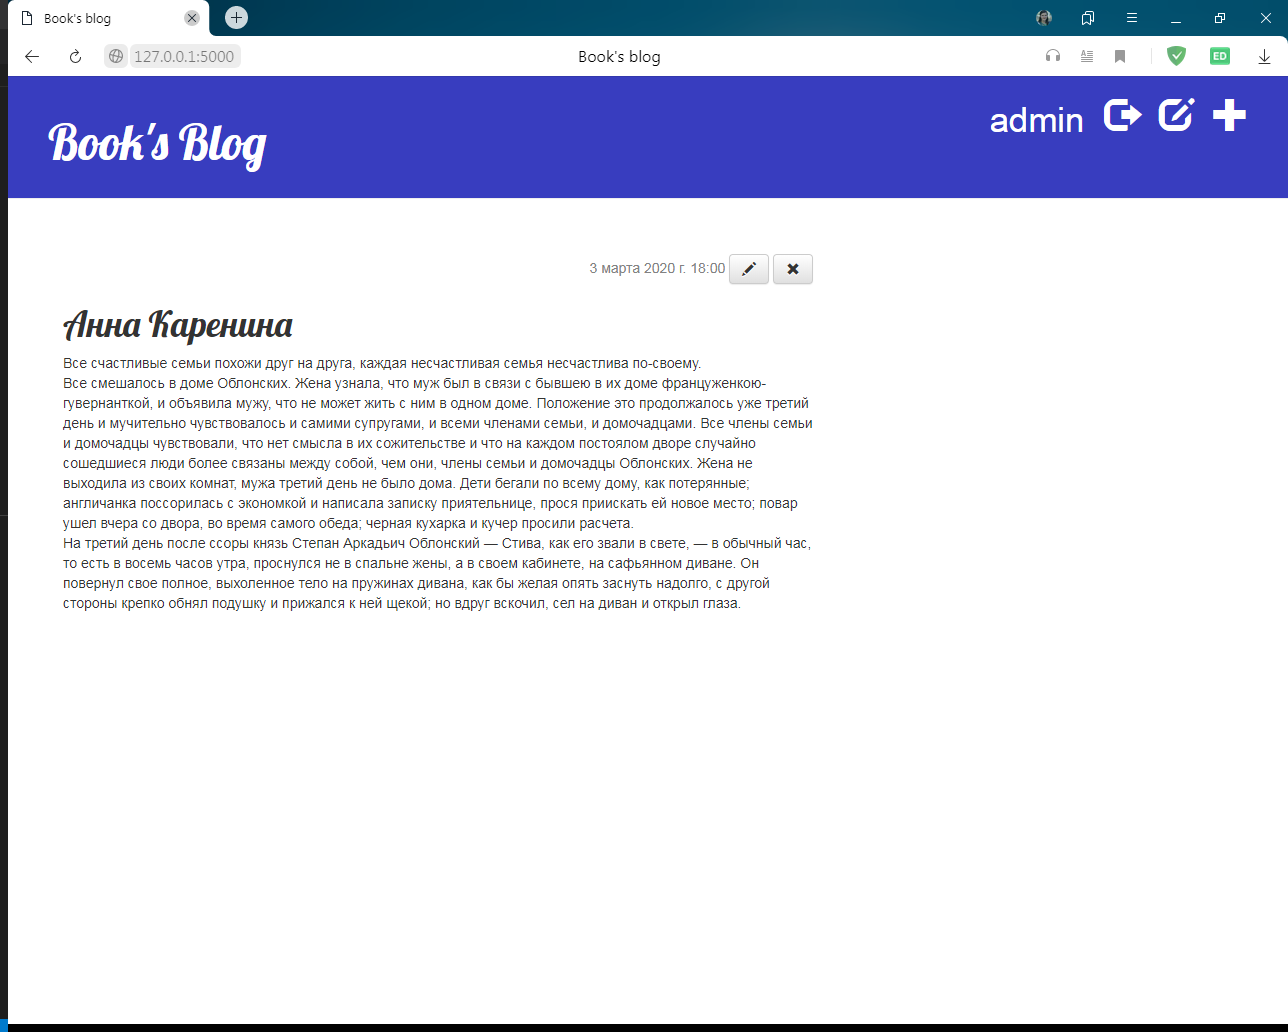 Book's blog
127.0.0.1:5000
Book's blog
ED
Book's Blog
admin
3 марта 2020 г. 18:00
Анна Каренина
Все счастливые семьи похожи друг на друга, каждая несчастливая семья несчастлива по-своему.
Все смешалось в доме Облонских. Жена узнала, что муж был в связи с бывшею в их доме француженкою-
гувернанткой, и объявила мужу, что не может жить с ним в одном доме. Положение это продолжалось уже третий
день и мучительно чувствовалось и самими супругами, и всеми членами семьи, и домочадцами. Все члены семьи
и домочадцы чувствовали, что нет смысла в их сожительстве и что на каждом постоялом дворе случайно
сошедшиеся люди более связаны между собой, чем они, члены семьи и домочадцы Облонских. Жена не
выходила из своих комнат, мужа третий день не было дома. Дети бегали по всему дому, как потерянные;
англичанка поссорилась с экономкой и написала записку приятельнице, прося приискать ей новое место; повар
ушел вчера со двора, во время самого обеда; черная кухарка и кучер просили расчета.
На третий день после ссоры князь Степан Аркадьич Облонский — Стива, как его звали в свете, — в обычный час,
то есть в восемь часов утра, проснулся не в спальне жены, а в своем кабинете, на сафьянном диване. Он
повернул свое полное, выхоленное тело на пружинах дивана, как бы желая опять заснуть надолго, с другой
стороны крепко обнял подушку и прижался к ней щекой; но вдруг вскочил, сел на диван и открыл глаза.